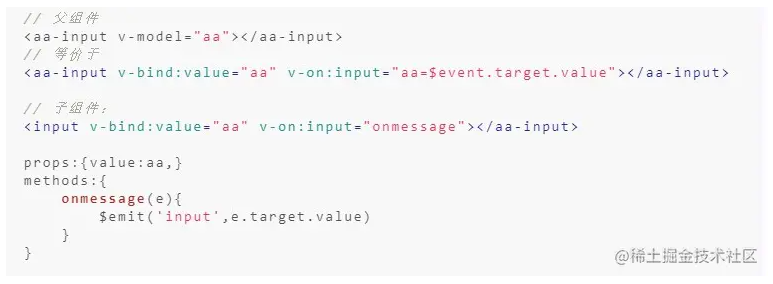 // 父组件
<aa-input v-model="aa"></aa-input>
// 等价于
<aa-input v-bind:value="aa" v-on:input="aa=$event.target.value"></aa-input>
// 子组件：
<input v-bind:value="aa" v-on:input="onmessage"></aa-input>
props:{value:aa,}
methods:{
    onmessage(e){
        $emit('input',e.target.value)
    }
}
@稀土掘金技术社区